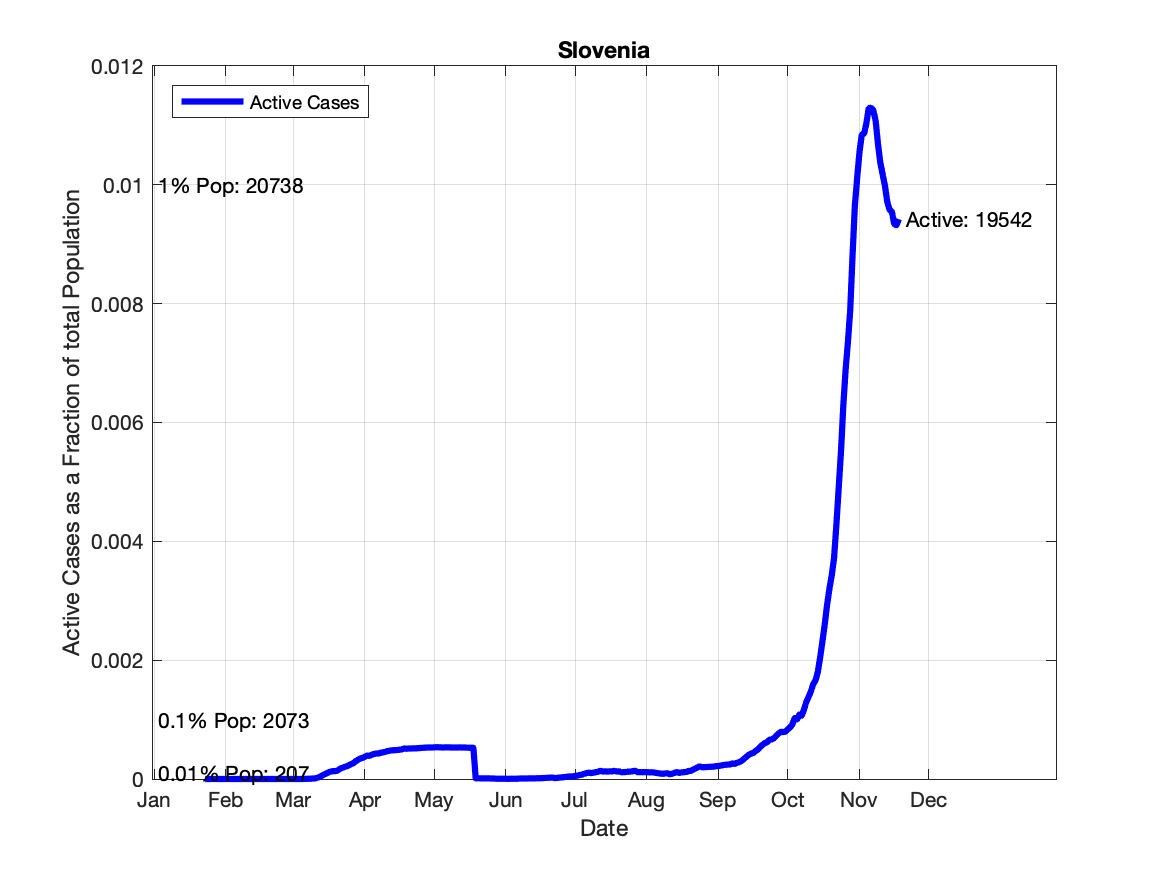 Slovenia
0.012
Active Cases
0.01
1% Pop: 20738
Active: 19542
0.008
0.006
0.004
0.002
0.1% Pop: 2073
0.01% Pop: 207
0
Active Cases as a Fraction of total Population
Jan Feb Mar Apr May Jun Jul Aug Sep Oct Nov Dec
Date